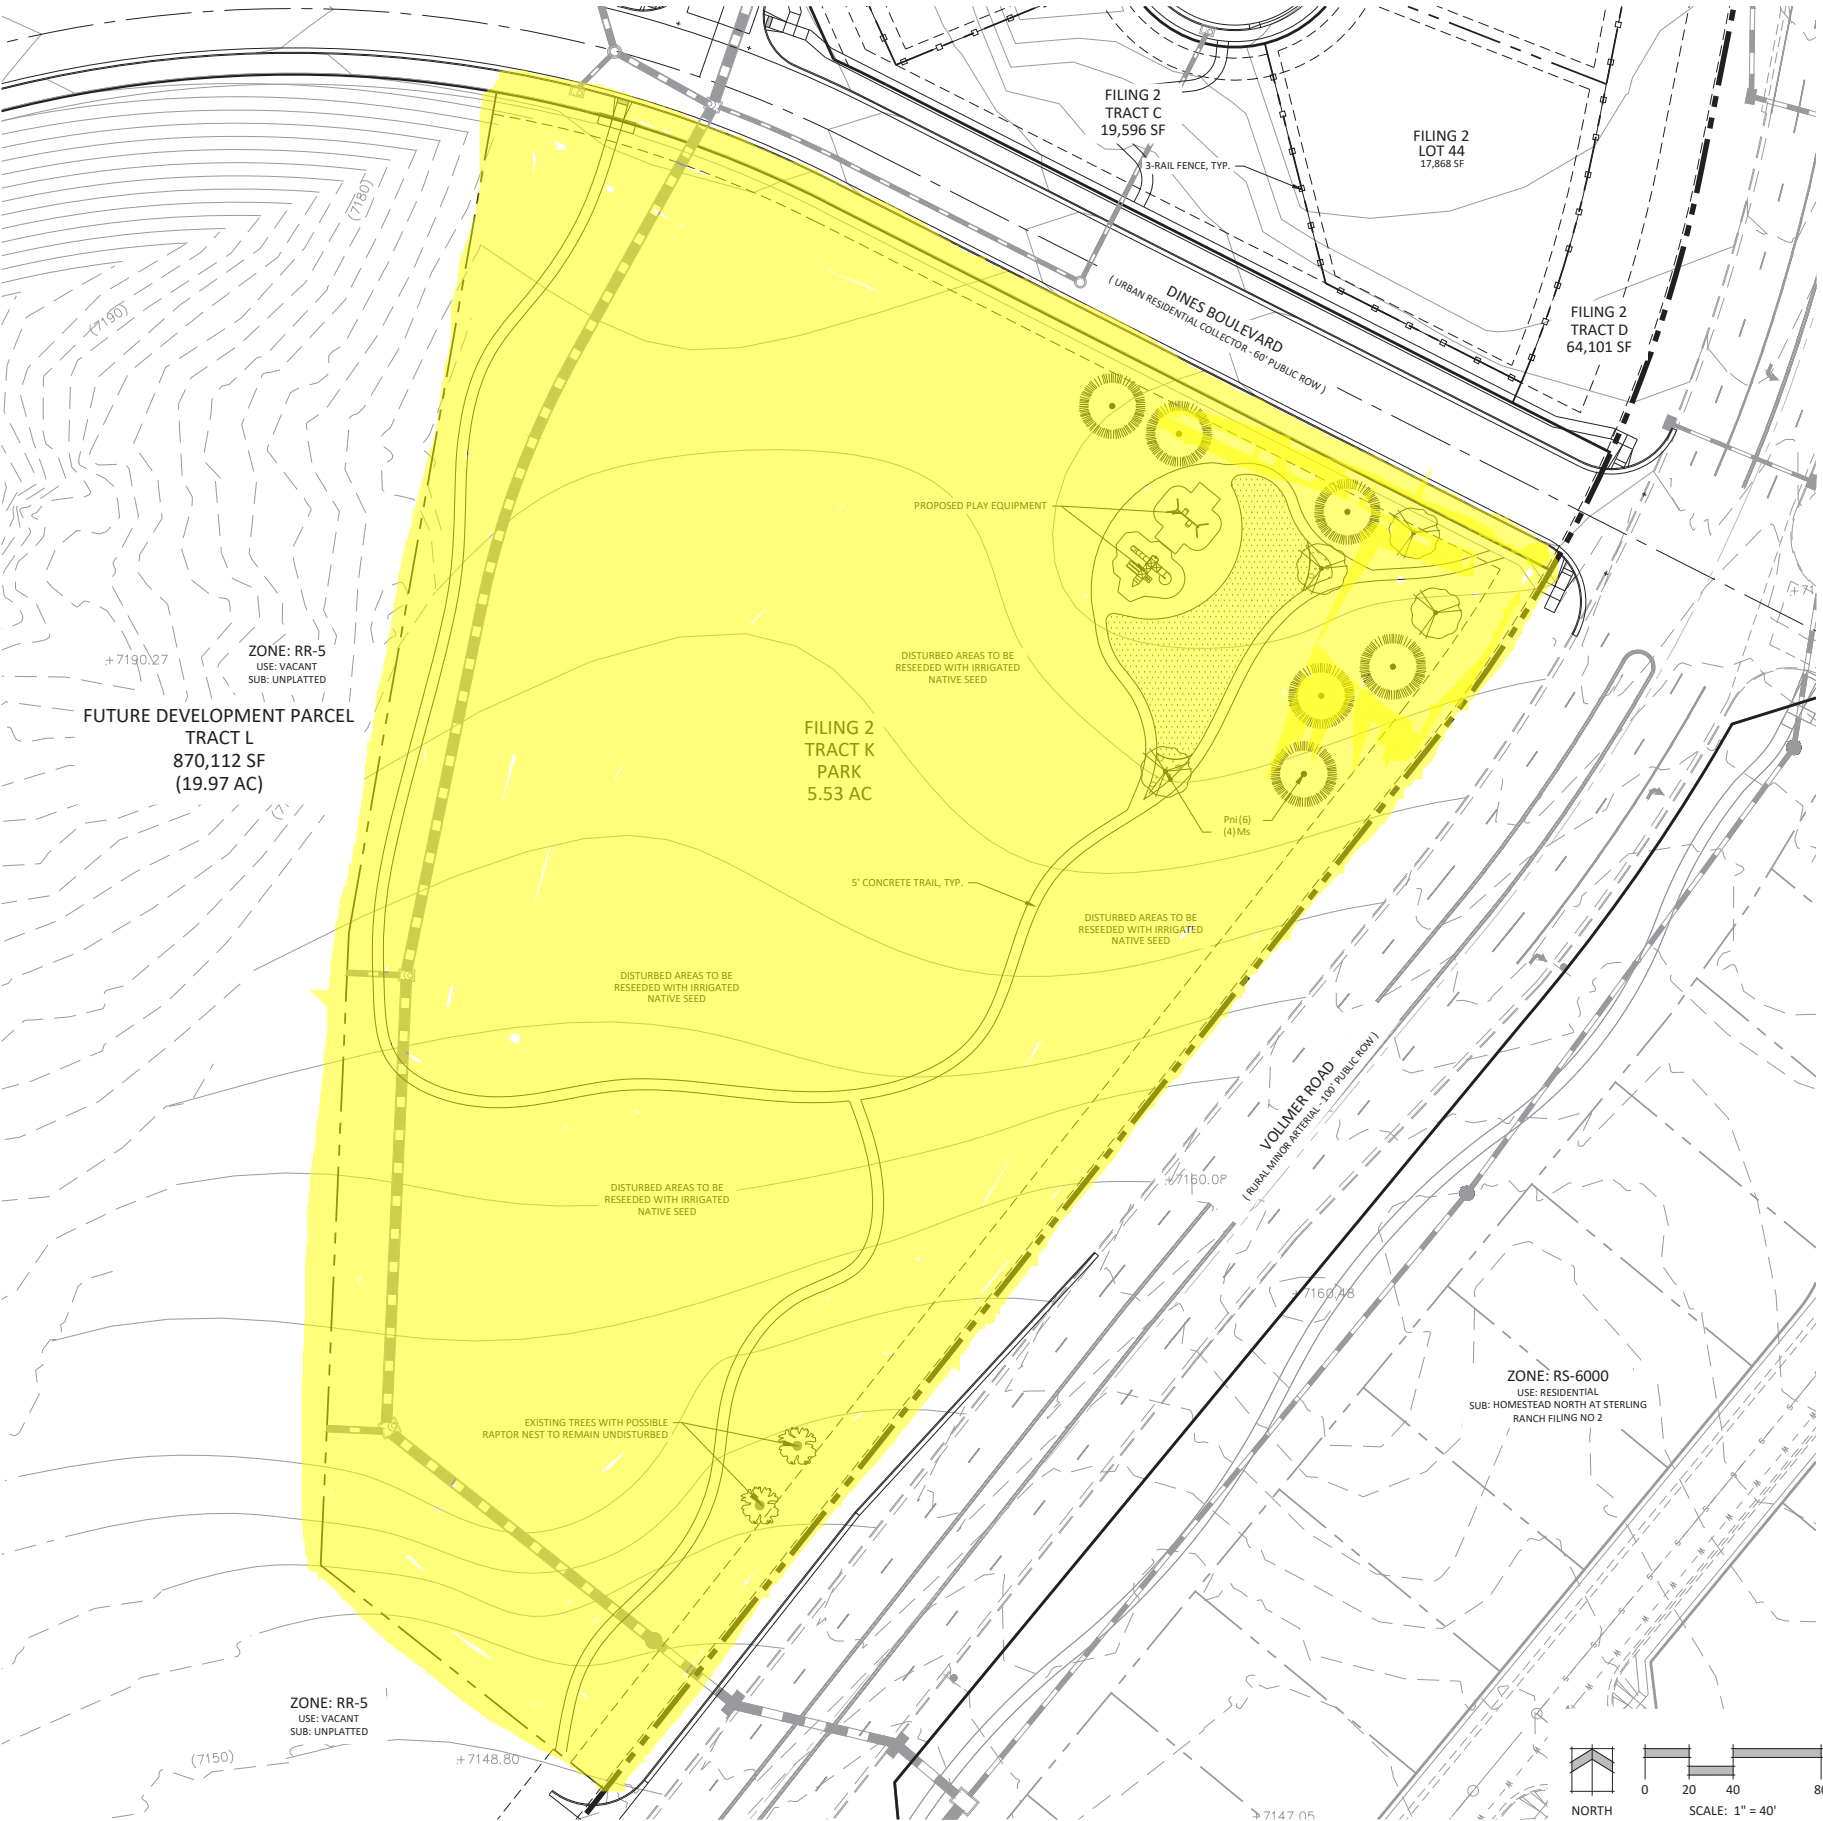 FILING 2
TRACT C
19,596 SF
3-RAIL FENCE, TYP.
FILING 2
LOT 44
17,868 SF
(7180)
(7190)
DINES BOULEVARD
( URBAN RESIDENTIAL COLLECTOR - 60' PUBLIC ROW )
FILING 2
TRACT D
64,101 SF
PROPOSED PLAY EQUIPMENT
+7190.27
ZONE: RR-5
USE: VACANT
SUB: UNPLATTED
DISTURBED AREAS TO BE
RESEEDED WITH IRRIGATED
NATIVE SEED
FUTURE DEVELOPMENT PARCEL
TRACT L
870,112 SF
(19.97 AC)
FILING 2
TRACT K
PARK
5.53 AC
Pni(6)
(4)Ms
5' CONCRETE TRAIL, TYP.
DISTURBED AREAS TO BE
RESEEDED WITH IRRIGATED
NATIVE SEED
DISTURBED AREAS TO BE
RESEEDED WITH IRRIGATED
NATIVE SEED
VOLLMER ROAD
( RURAL MINOR ARTERIAL - 100' PUBLIC ROW )
DISTURBED AREAS TO BE
RESEEDED WITH IRRIGATED
NATIVE SEED
+7160.08
+7160.48
ZONE: RS-6000
USE: RESIDENTIAL
SUB: HOMESTEAD NORTH AT STERLING
RANCH FILING NO 2
EXISTING TREES WITH POSSIBLE
RAPTOR NEST TO REMAIN UNDISTURBED
ZONE: RR-5
USE: VACANT
SUB: UNPLATTED
(7150)
+7148.80
+7147.05
NORTH
0 20 40 80
SCALE: 1" = 40'